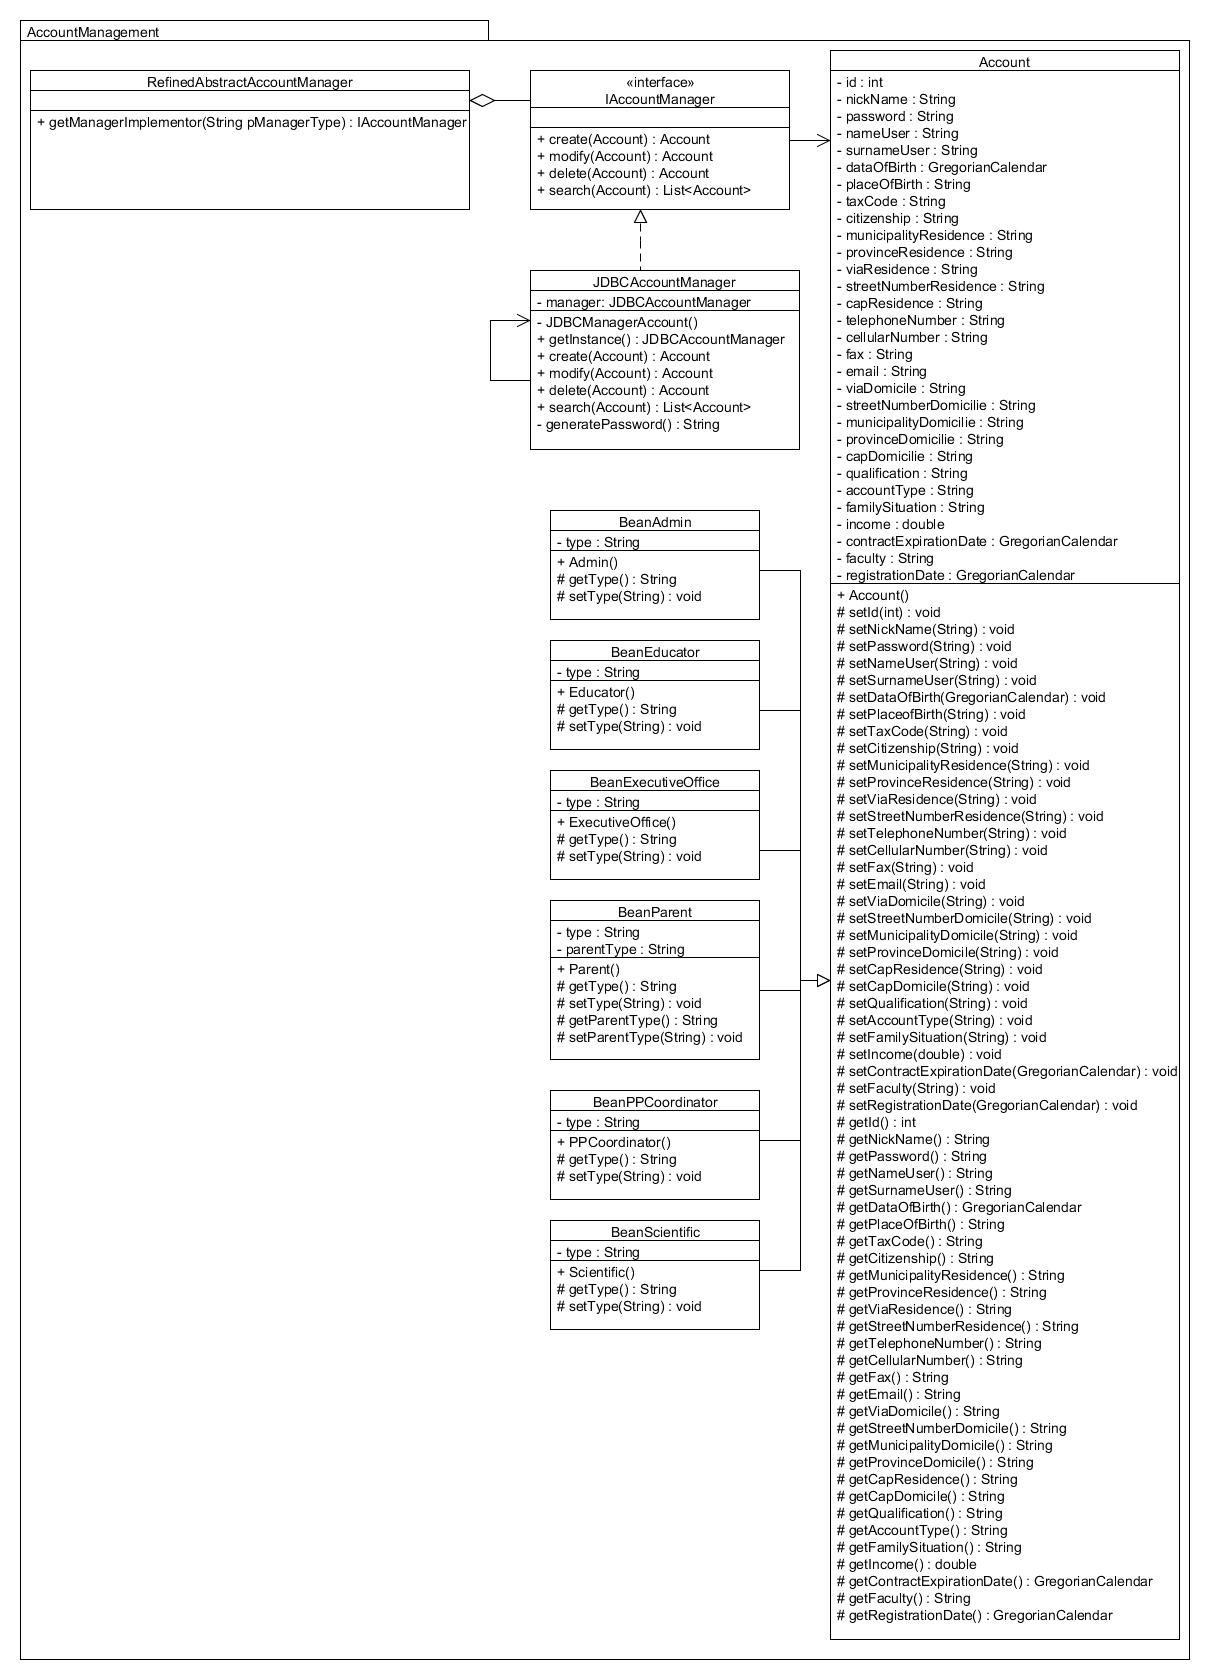 AccountManagement
RefinedAbstractAccountManager
+ getManagerImplementor(String pManagerType) : IAccountManager
«interface»
IAccountManager
+ create(Account) : Account
+ modify(Account) : Account
+ delete(Account) : Account
+ search(Account) : List<Account>
JDBCAccountManager
- manager: JDBCAccountManager
- JDBCManagerAccount()
+ getInstance() : JDBCAccountManager
+ create(Account) : Account
+ modify(Account) : Account
+ delete(Account) : Account
+ search(Account) : List<Account>
- generatePassword() : String
BeanAdmin
- type : String
+ Admin()
# getType() : String
# setType(String) : void
BeanEducator
- type : String
+ Educator()
# getType() : String
# setType(String) : void
BeanExecutiveOffice
- type : String
+ ExecutiveOffice()
# getType() : String
# setType(String) : void
BeanParent
- type : String
- parentType : String
+ Parent()
# getType() : String
# setType(String) : void
# getParentType() : String
# setParentType(String) : void
BeanPPCoordinator
- type : String
+ PPCoordinator()
# getType() : String
# setType(String) : void
BeanScientific
- type : String
+ Scientific()
# getType() : String
# setType(String) : void
Account
- id : int
- nickName : String
- password : String
- nameUser : String
- surnameUser : String
- dataOfBirth : GregorianCalendar
- placeOfBirth : String
- taxCode : String
- citizenship : String
- municipalityResidence : String
- provinceResidence : String
- viaResidence : String
- streetNumberResidence : String
- capResidence : String
- telephoneNumber : String
- cellularNumber : String
- fax : String
- email : String
- viaDomicile : String
- streetNumberDomicilie : String
- municipalityDomicilie : String
- provinceDomicilie : String
- capDomicilie : String
- qualification : String
- accountType : String
- familySituation : String
- income : double
- contractExpirationDate : GregorianCalendar
- faculty : String
- registrationDate : GregorianCalendar
+ Account()
# setId(int) : void
# setNickName(String) : void
# setPassword(String) : void
# setNameUser(String) : void
# setSurnameUser(String) : void
# setDataOfBirth(GregorianCalendar) : void
# setPlaceofBirth(String) : void
# setTaxCode(String) : void
# setCitizenship(String) : void
# setMunicipalityResidence(String) : void
# setProvinceResidence(String) : void
# setViaResidence(String) : void
# setStreetNumberResidence(String) : void
# setTelephoneNumber(String) : void
# setCellularNumber(String) : void
# setFax(String) : void
# setEmail(String) : void
# setViaDomicile(String) : void
# setStreetNumberDomicile(String) : void
# setMunicipalityDomicile(String) : void
# setProvinceDomicile(String) : void
# setCapResidence(String) : void
# setCapDomicile(String) : void
# setQualification(String) : void
# setAccountType(String) : void
# setFamilySituation(String) : void
# setIncome(double) : void
# setContractExpirationDate(GregorianCalendar) : void
# setFaculty(String) : void
# setRegistrationDate(GregorianCalendar) : void
# getId() : int
# getNickName() : String
# getPassword() : String
# getNameUser() : String
# getSurnameUser() : String
# getDataOfBirth() : GregorianCalendar
# getPlaceOfBirth() : String
# getTaxCode() : String
# getCitizenship() : String
# getMunicipalityResidence() : String
# getProvinceResidence() : String
# getViaResidence() : String
# getStreetNumberResidence() : String
# getTelephoneNumber() : String
# getCellularNumber() : String
# getFax() : String
# getEmail() : String
# getViaDomicile() : String
# getStreetNumberDomicile() : String
# getMunicipalityDomicile() : String
# getProvinceDomicile() : String
# getCapResidence() : String
# getCapDomicile() : String
# getQualification() : String
# getAccountType() : String
# getFamilySituation() : String
# getIncome() : double
# getContractExpirationDate() : GregorianCalendar
# getFaculty() : String
# getRegistrationDate() : GregorianCalendar